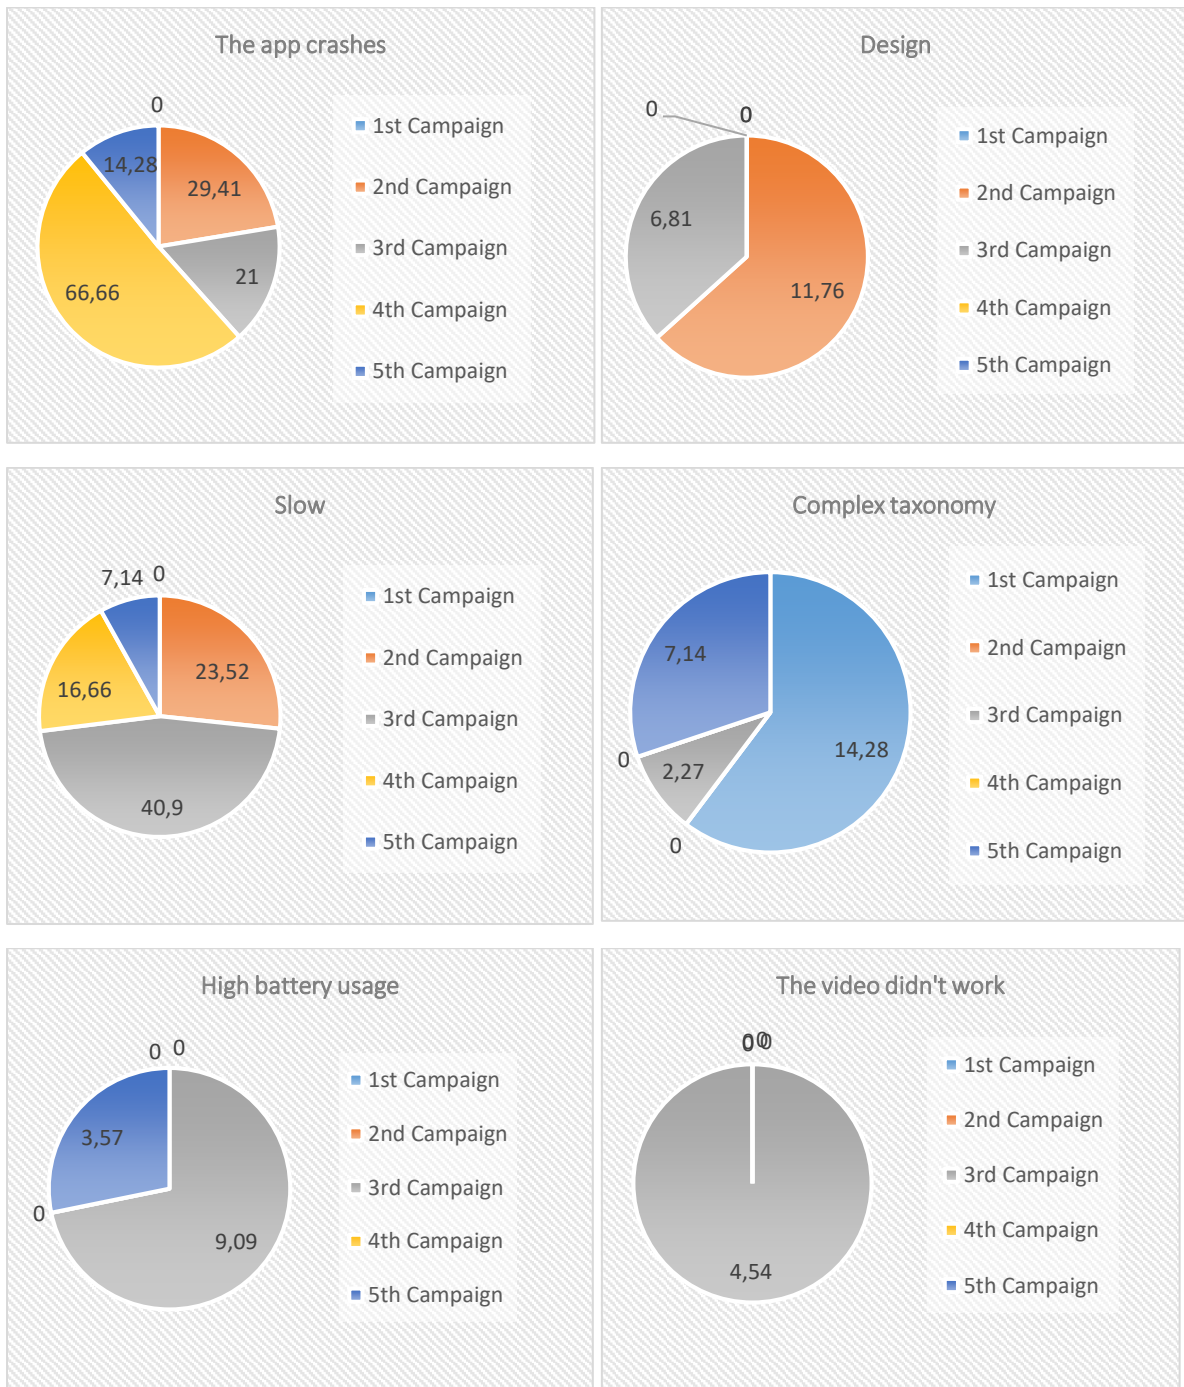 The app crashes
0
14,28
29,41
66,66
21
1st Campaign
2nd Campaign
3rd Campaign
4th Campaign
5th Campaign
Design
0
0
6,81
11,76
1st Campaign
2nd Campaign
3rd Campaign
4th Campaign
5th Campaign
Slow
7,14
0
16,66
23,52
40,9
1st Campaign
2nd Campaign
3rd Campaign
4th Campaign
5th Campaign
Complex taxonomy
7,14
14,28
0
2,27
0
1st Campaign
2nd Campaign
3rd Campaign
4th Campaign
5th Campaign
High battery usage
0
0
3,57
0
9,09
1st Campaign
2nd Campaign
3rd Campaign
4th Campaign
5th Campaign
The video didn't work
0
0
0
0
4,54
1st Campaign
2nd Campaign
3rd Campaign
4th Campaign
5th Campaign